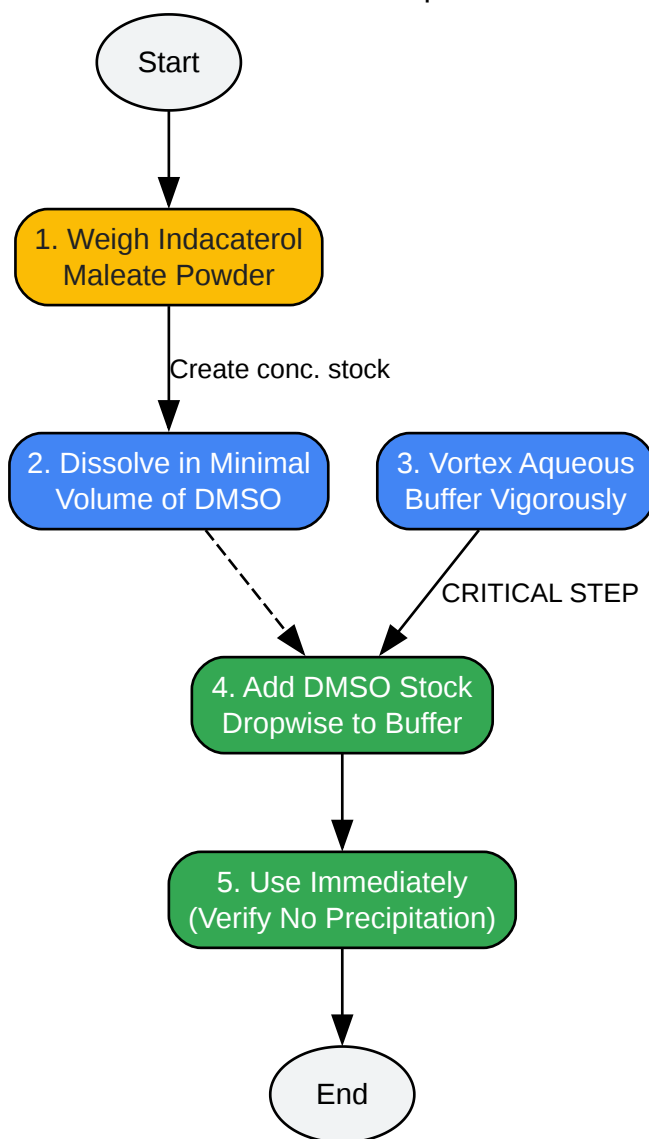 Start
1. Weigh Indacaterol
Maleate Powder
Create conc. stock
2. Dissolve in Minimal
Volume of DMSO
3. Vortex Aqueous
Buffer Vigorously
CRITICAL STEP
4. Add DMSO Stock
Dropwise to Buffer
5. Use Immediately
(Verify No Precipitation)
End